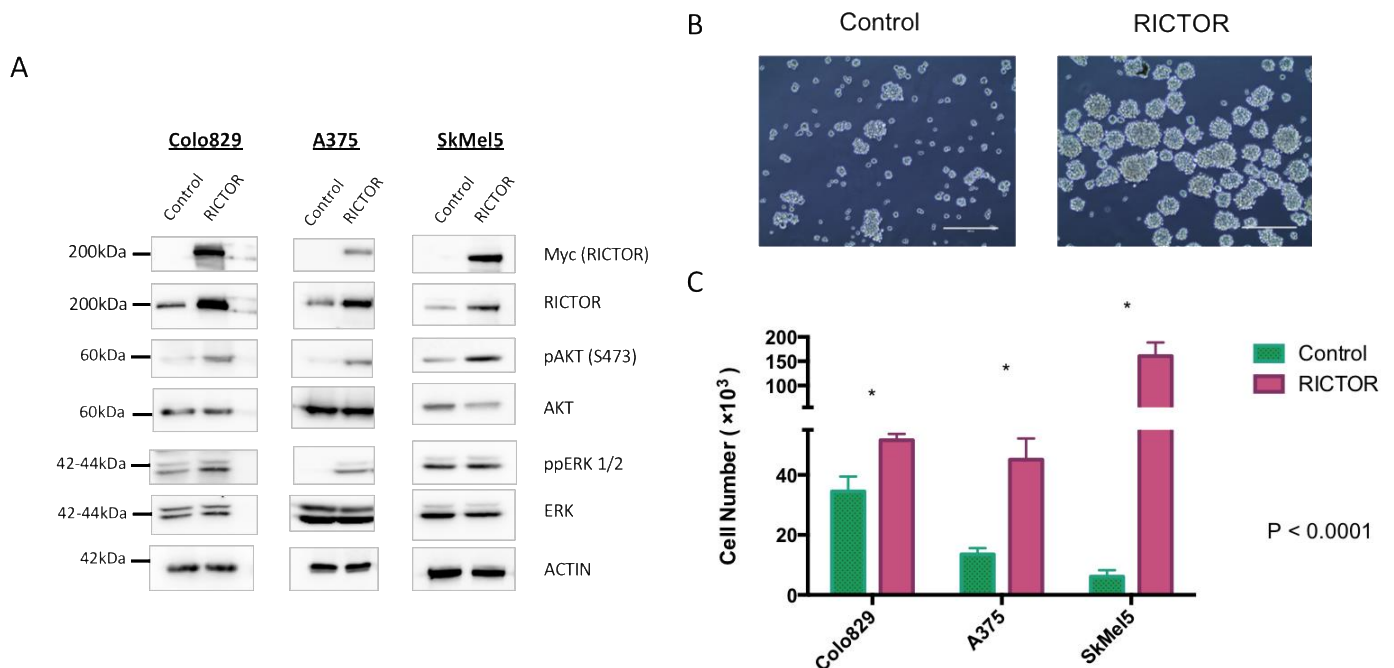 A
Colo829 A375 SkMel5
Control RICTOR Control RICTOR Control RICTOR
200kDa Myc (RICTOR)
200kDa RICTOR
60kDa pAKT (S473)
60kDa AKT
42-44kDa ppERK 1/2
42-44kDa ERK
42kDa ACTIN
B
Control RICTOR
C
*
* *
200
150
100
40
20
0
Cell Number ( ×10³ )
Colo829 A375 SkMel5
Control
RICTOR
P < 0.0001